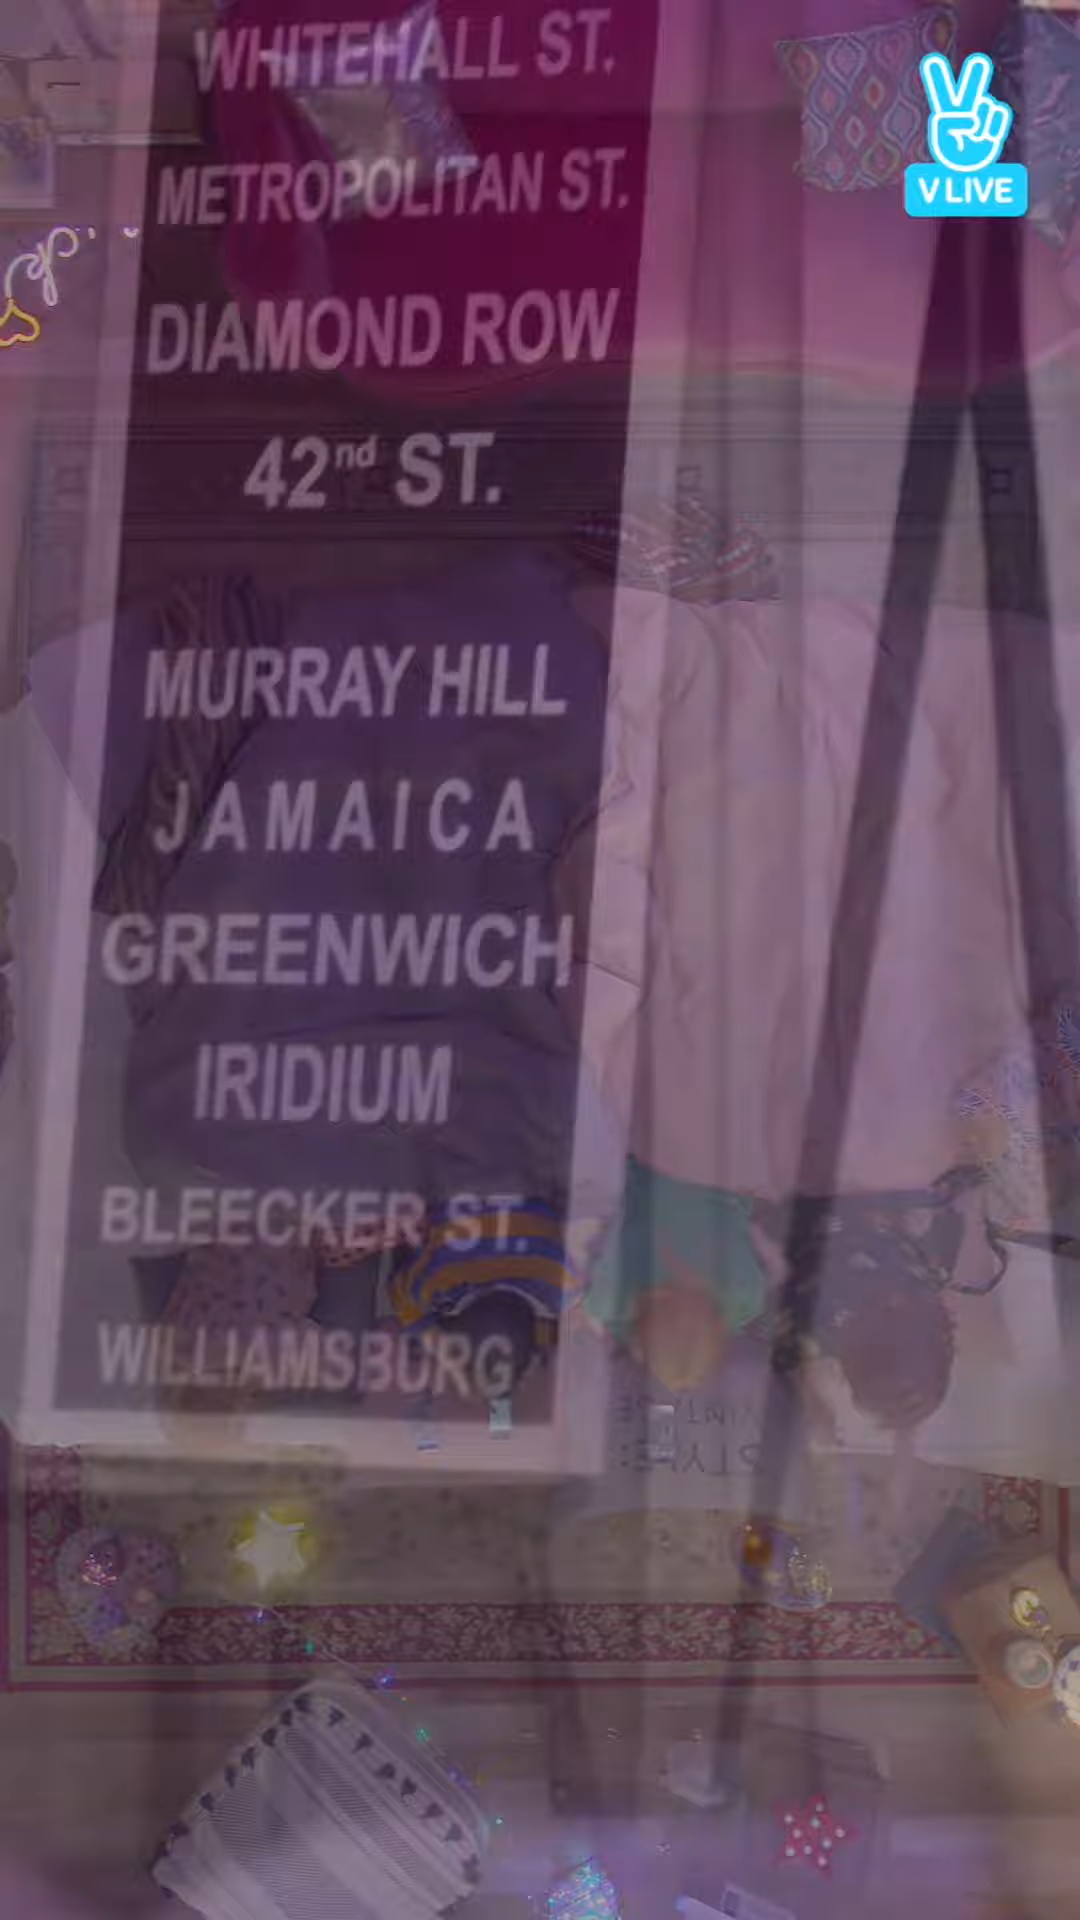 V LIVE
WHITEHALL ST.
METROPOLITAN ST.
DIAMOND ROW
42nd ST.
MURRAY HILL
JAMAICA
GREENWICH
IRIDIUM
BLEECKER ST.
WILLIAMSBURG